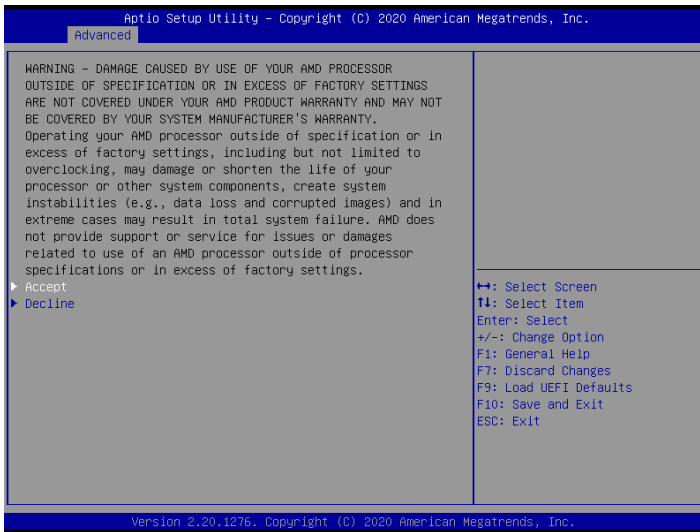 Aptio Setup Utility – Copyright (C) 2020 American Megatrends, Inc.
Advanced
WARNING – DAMAGE CAUSED BY USE OF YOUR AMD PROCESSOR
OUTSIDE OF SPECIFICATION OR IN EXCESS OF FACTORY SETTINGS
ARE NOT COVERED UNDER YOUR AMD PRODUCT WARRANTY AND MAY NOT
BE COVERED BY YOUR SYSTEM MANUFACTURER'S WARRANTY.
Operating your AMD processor outside of specification or in
excess of factory settings, including but not limited to
overclocking, may damage or shorten the life of your
processor or other system components, create system
instabilities (e.g., data loss and corrupted images) and in
extreme cases may result in total system failure. AMD does
not provide support or service for issues or damages
related to use of an AMD processor outside of processor
specifications or in excess of factory settings.
Accept
Decline
↔: Select Screen
↑↓: Select Item
Enter: Select
+/-: Change Option
F1: General Help
F7: Discard Changes
F9: Load UEFI Defaults
F10: Save and Exit
ESC: Exit
Version 2.20.1276. Copyright (C) 2020 American Megatrends, Inc.